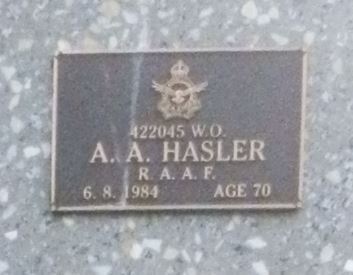 422045 W.O.
A. A. HASLER
R. A. A. F.
6. 8. 1984 AGE 70